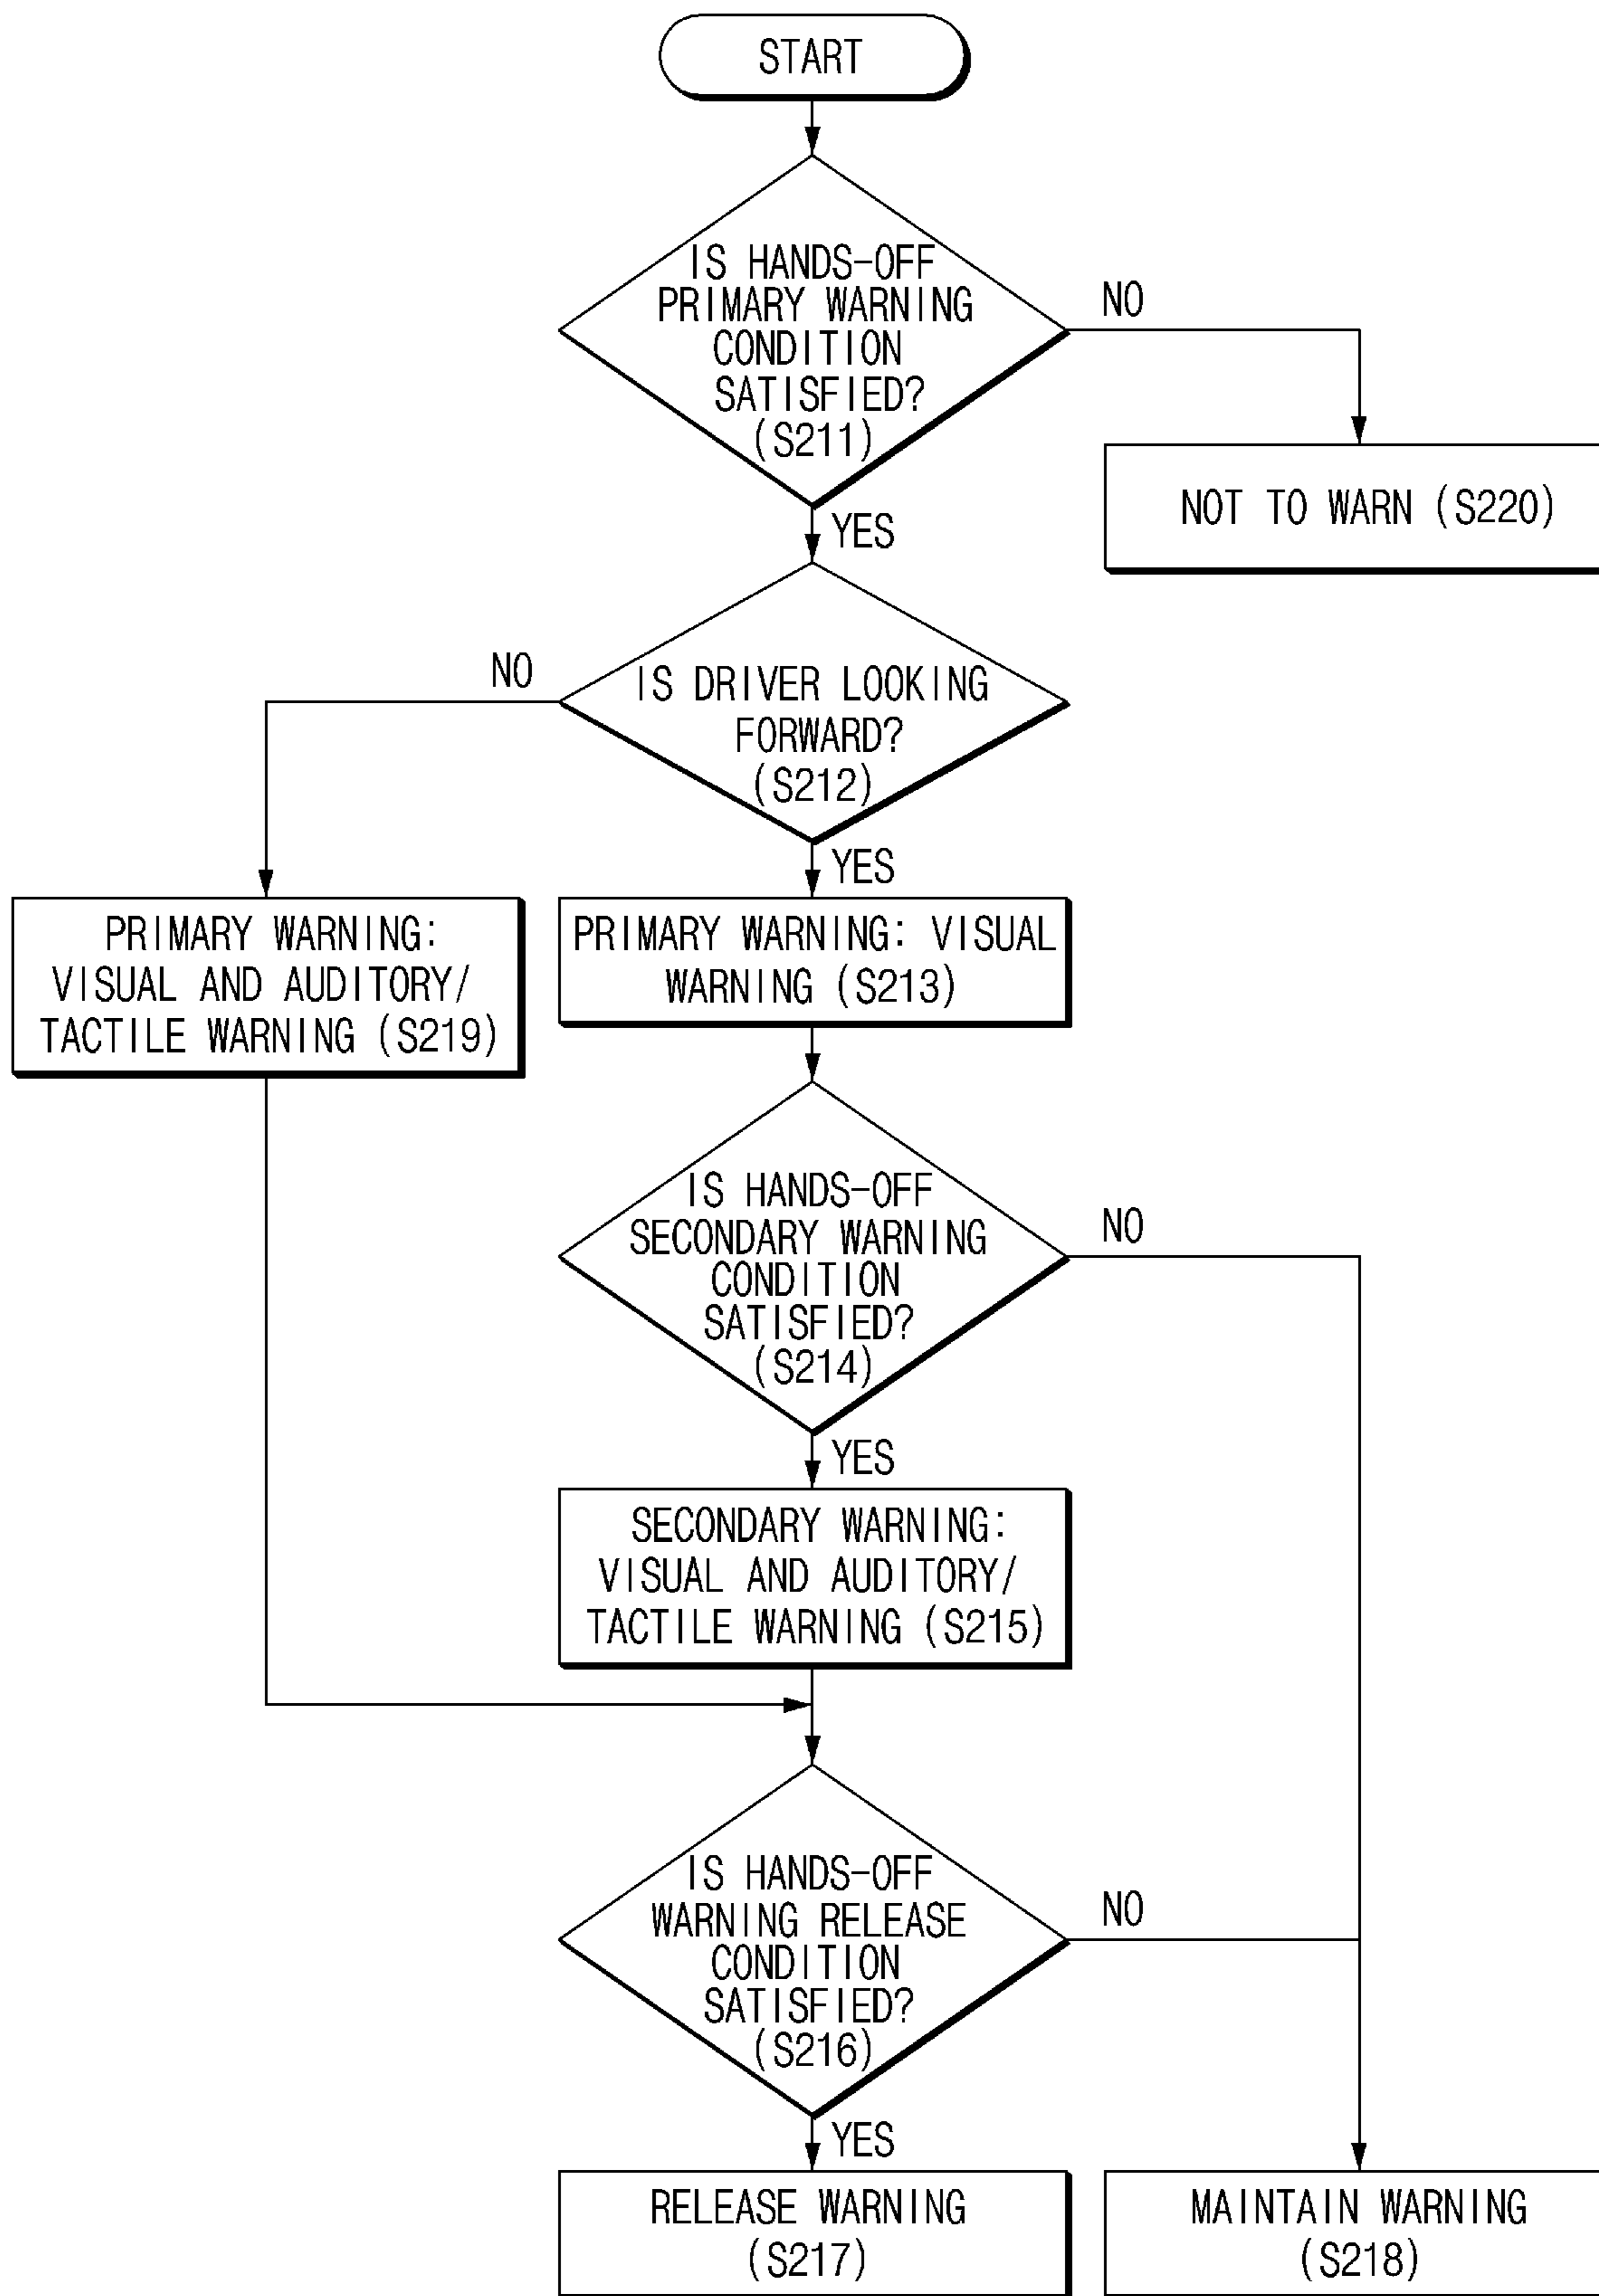 START
IS HANDS-OFF
PRIMARY WARNING
CONDITION
SATISFIED?
(S211)
NO
NOT TO WARN (S220)
YES
NO
IS DRIVER LOOKING
FORWARD?
(S212)
YES
PRIMARY WARNING:
VISUAL AND AUDITORY/
TACTILE WARNING (S219)
PRIMARY WARNING: VISUAL
WARNING (S213)
IS HANDS-OFF
SECONDARY WARNING
CONDITION
SATISFIED?
(S214)
NO
YES
SECONDARY WARNING:
VISUAL AND AUDITORY/
TACTILE WARNING (S215)
IS HANDS-OFF
WARNING RELEASE
CONDITION
SATISFIED?
(S216)
NO
YES
RELEASE WARNING
(S217)
MAINTAIN WARNING
(S218)